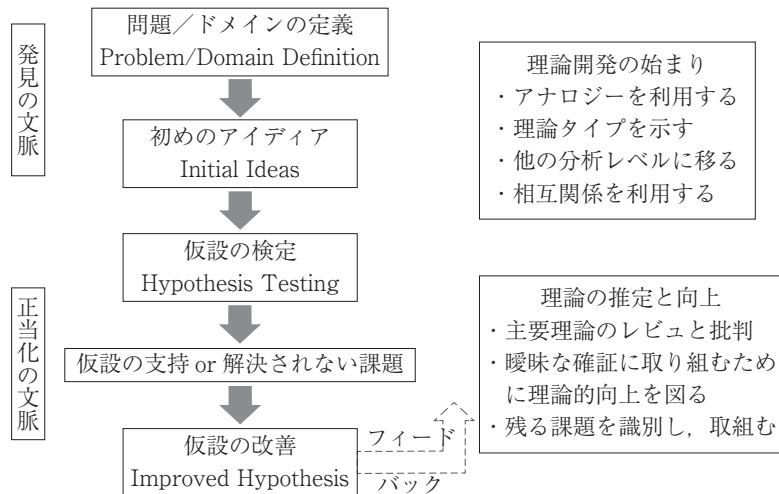 発見の文脈
問題／ドメインの定義
Problem/Domain Definition
初めのアイディア
Initial Ideas
理論開発の始まり
・アナロジーを利用する
・理論タイプを示す
・他の分析レベルに移る
・相互関係を利用する
正当化の文脈
仮設の検定
Hypothesis Testing
仮設の支持 or 解決されない課題
仮設の改善
Improved Hypothesis
フィード
バック
理論の推定と向上
・主要理論のレビュと批判
・曖昧な確証に取り組むため
に理論的向上を図る
・残る課題を識別し，取組む